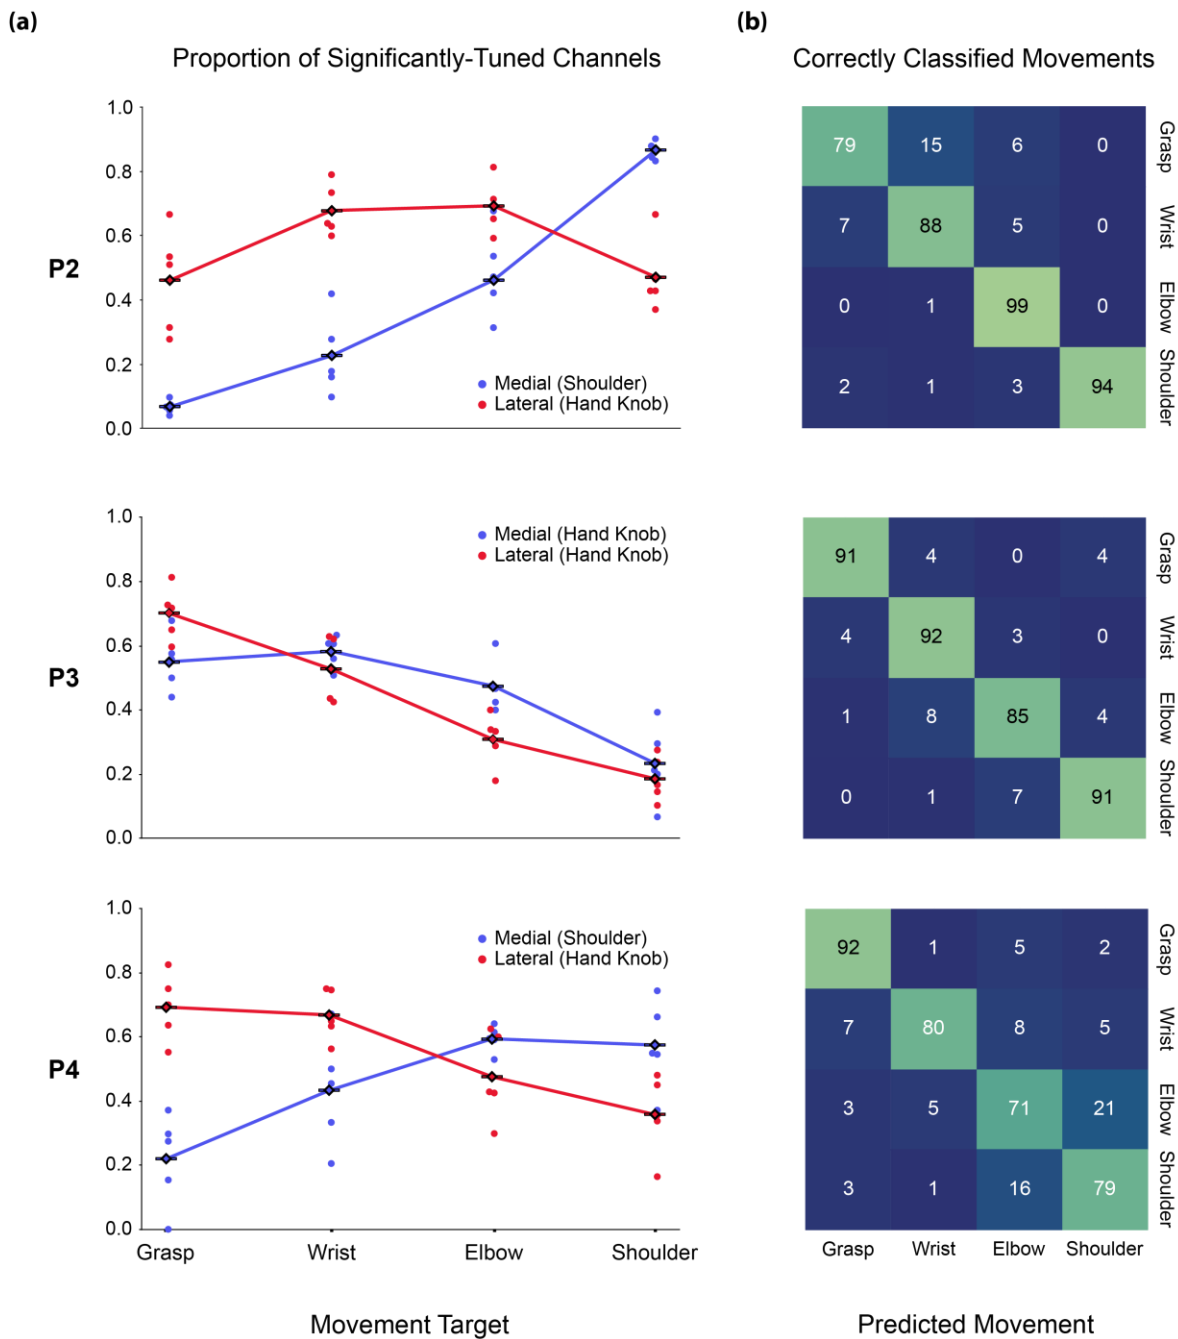 (a)
(b)
Proportion of Significantly-Tuned Channels
Correctly Classified Movements
P2
1.0
0.8
0.6
0.4
0.2
0.0
Medial (Shoulder)
Lateral (Hand Knob)
79 15 6 0 Grasp
7 88 5 0 Wrist
0 1 99 0 Elbow
2 1 3 94 Shoulder
P3
1.0
0.8
0.6
0.4
0.2
0.0
Medial (Hand Knob)
Lateral (Hand Knob)
91 4 0 4 Grasp
4 92 3 0 Wrist
1 8 85 4 Elbow
0 1 7 91 Shoulder
P4
1.0
0.8
0.6
0.4
0.2
0.0
Medial (Shoulder)
Lateral (Hand Knob)
Grasp Wrist Elbow Shoulder
Movement Target
92 1 5 2 Grasp
7 80 8 5 Wrist
3 5 71 21 Elbow
3 1 16 79 Shoulder
Grasp Wrist Elbow Shoulder
Predicted Movement